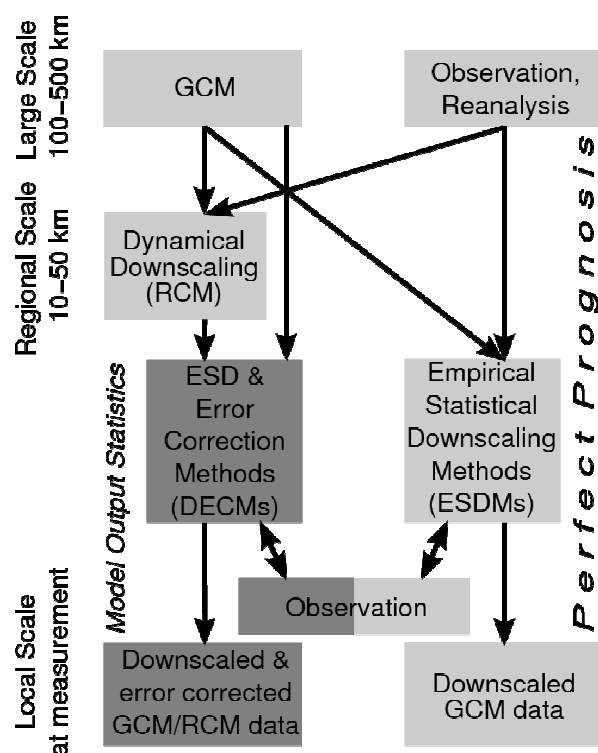 Large Scale
100–500 km
GCM
Observation,
Reanalysis
Regional Scale
10–50 km
Dynamical
Downscaling
(RCM)
Model Output Statistics
ESD &
Error
Correction
Methods
(DECMs)
Empirical
Statistical
Downscaling
Methods
(ESDMs)
Perfect Prognosis
Observation
Local Scale
at measurement
Downscaled &
error corrected
GCM/RCM data
Downscaled
GCM data